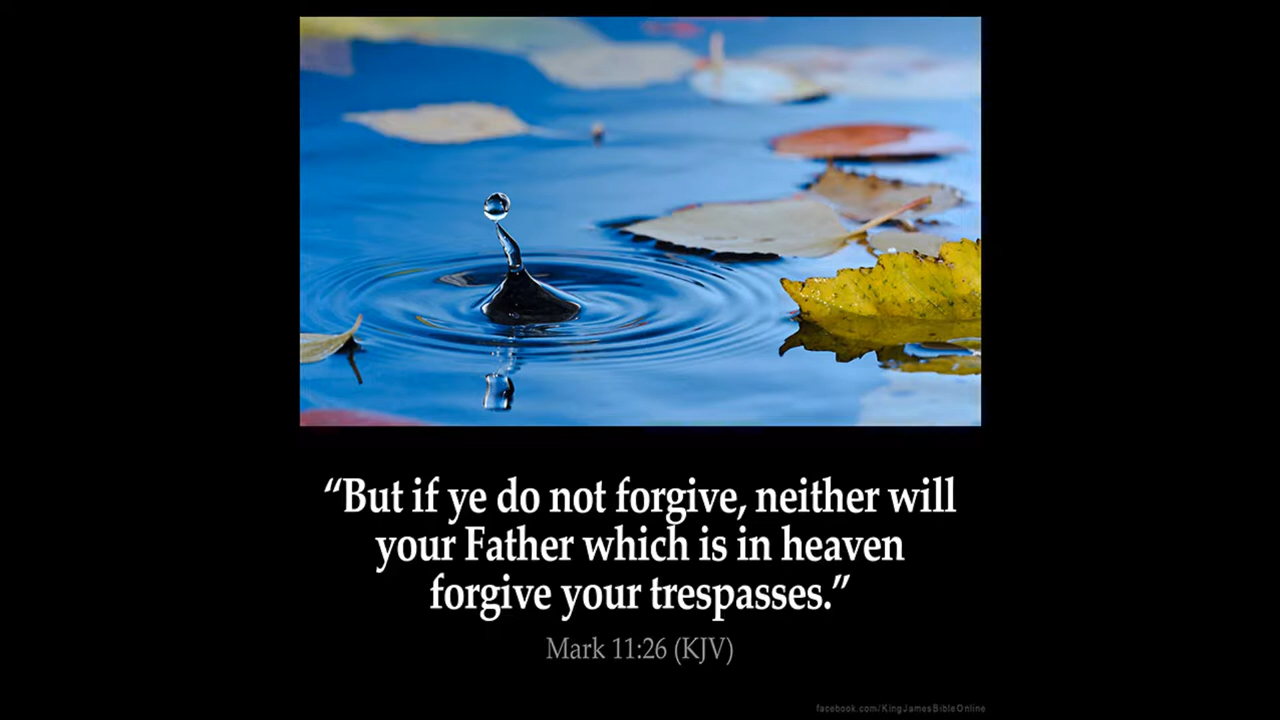 “But if ye do not forgive, neither will
your Father which is in heaven
forgive your trespasses.”
Mark 11:26 (KJV)
facebook.com/KingJamesBibleOnline